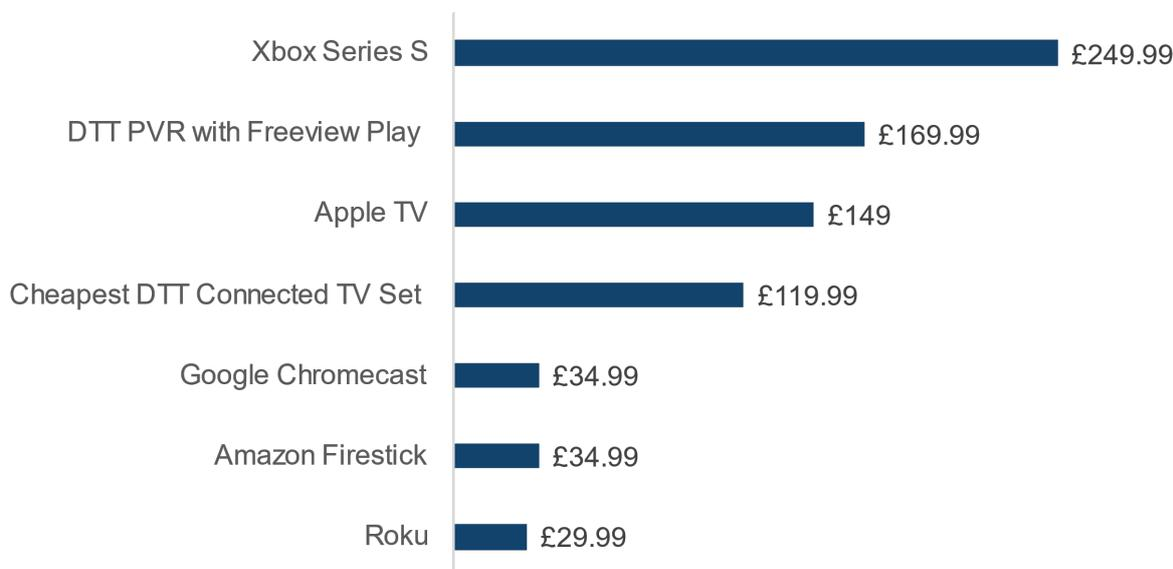 Xbox Series S £249.99
DTT PVR with Freeview Play £169.99
Apple TV £149
Cheapest DTT Connected TV Set £119.99
Google Chromecast £34.99
Amazon Firestick £34.99
Roku £29.99